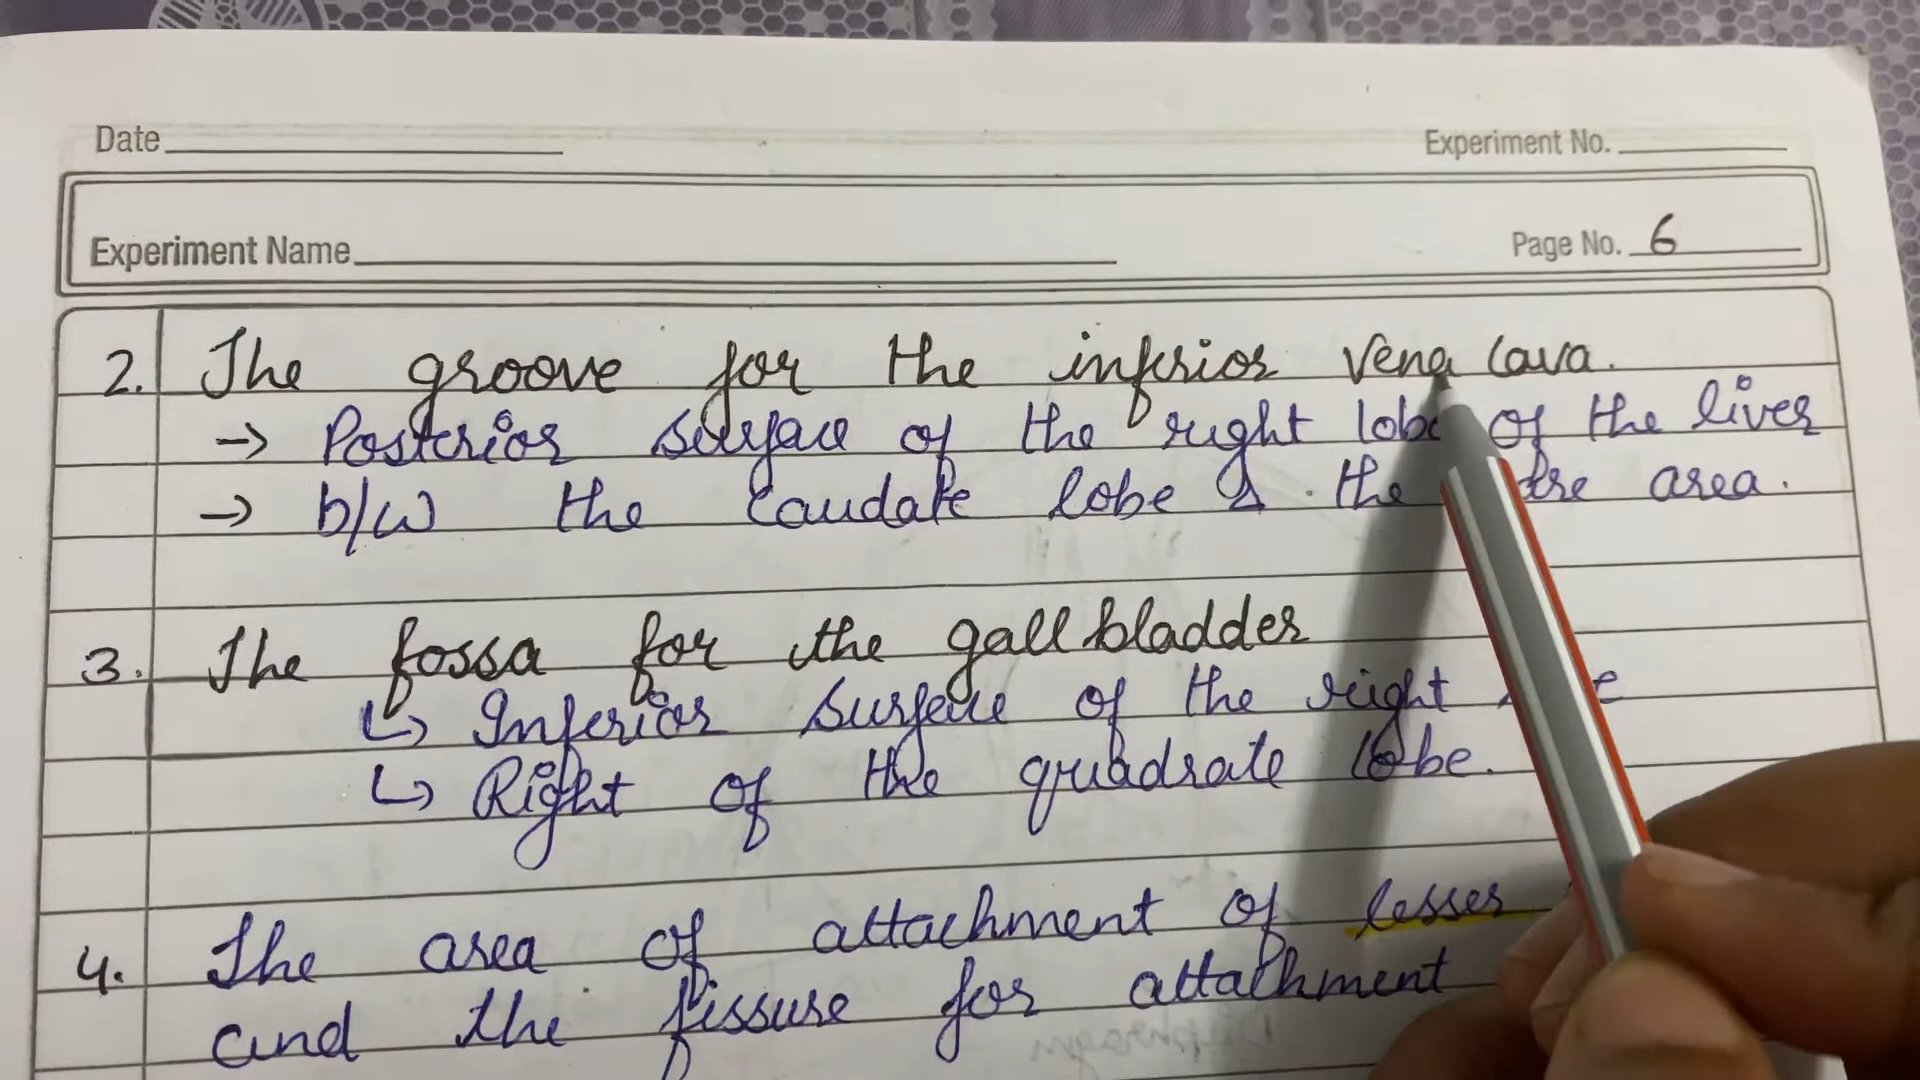 Date
Experiment No.
Experiment Name
Page No. 6
2. The groove for the inferior vena cava.
→ Posterior surface of the right lobe of the liver
→ b/w the caudate lobe & the area.
3. The fossa for the gall bladder
↳ Inferior surface of the right
↳ Right of the quadrate lobe.
4. The area of attachment of lesser
and the fissure for attachment